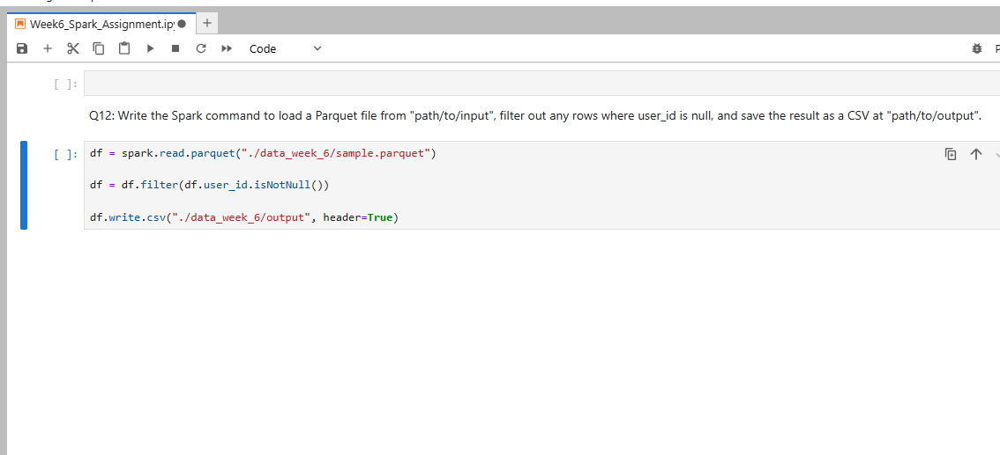 Week6_Spark_Assignment.ip
Code
[ ]:
Q12: Write the Spark command to load a Parquet file from "path/to/input", filter out any rows where user_id is null, and save the result as a CSV at "path/to/output".
[ ]:
df = spark.read.parquet("./data_week_6/sample.parquet")
df = df.filter(df.user_id.isNotNull())
df.write.csv("./data_week_6/output", header=True)